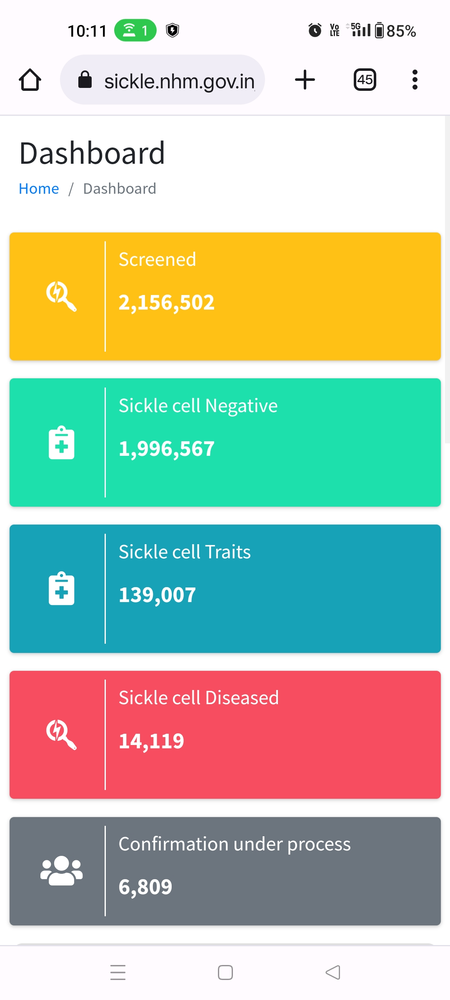 10:11 1 Vo LTE 5G 85%
sickle.nhm.gov.in 45
Dashboard
Home / Dashboard
Screened
2,156,502
Sickle cell Negative
1,996,567
Sickle cell Traits
139,007
Sickle cell Diseased
14,119
Confirmation under process
6,809